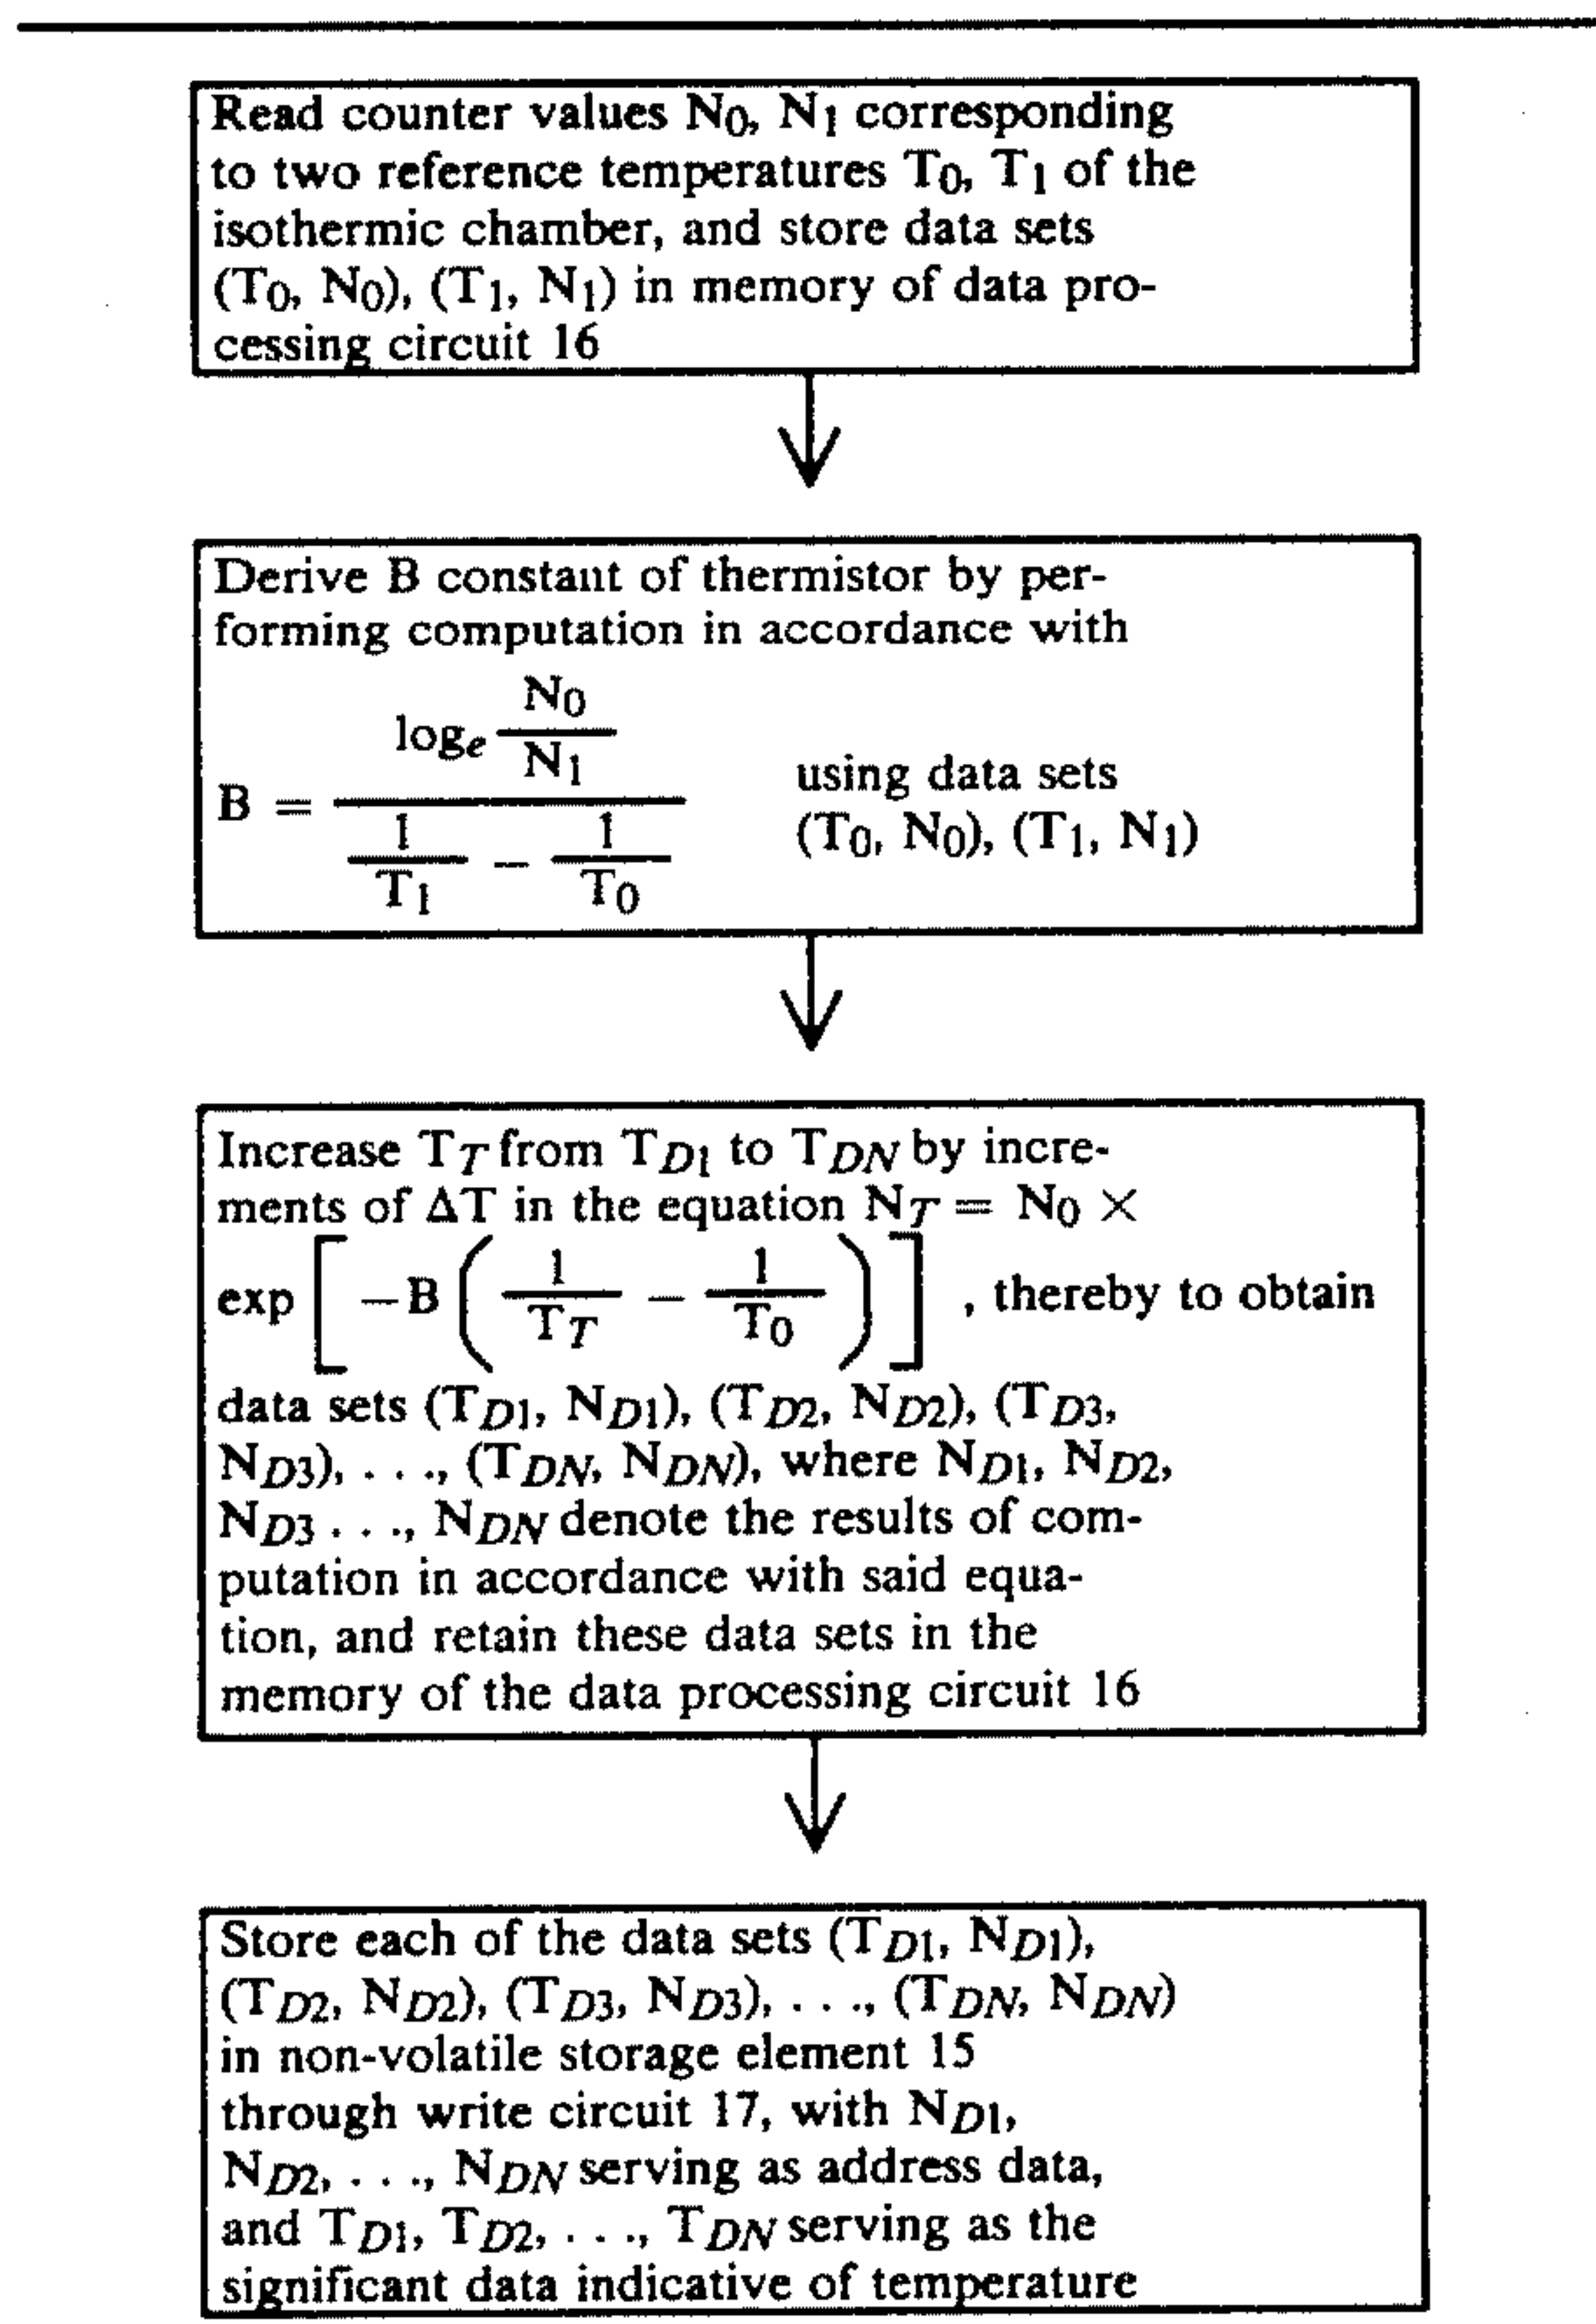 Read counter values N0, N1 corresponding
to two reference temperatures T0, T1 of the
isothermic chamber, and store data sets
(T0, N0), (T1, N1) in memory of data pro-
cessing circuit 16
Derive B constant of thermistor by per-
forming computation in accordance with
B = (loge N0/N1) / (1/T1 − 1/T0) using data sets
(T0, N0), (T1, N1)
Increase TT from TD1 to TDN by incre-
ments of ΔT in the equation NT = N0 ×
exp [ −B ( 1/TT − 1/T0 ) ] , thereby to obtain
data sets (TD1, ND1), (TD2, ND2), (TD3,
ND3), . . ., (TDN, NDN), where ND1, ND2,
ND3 . . ., NDN denote the results of com-
putation in accordance with said equa-
tion, and retain these data sets in the
memory of the data processing circuit 16
Store each of the data sets (TD1, ND1),
(TD2, ND2), (TD3, ND3), . . ., (TDN, NDN)
in non-volatile storage element 15
through write circuit 17, with ND1,
ND2, . . ., NDN serving as address data,
and TD1, TD2, . . ., TDN serving as the
significant data indicative of temperature